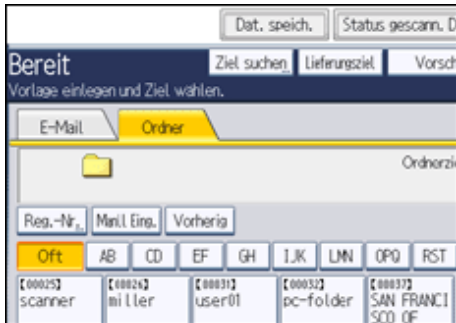 Dat. speich. Status gescann. D
Bereit Ziel suchen Lieferungsziel Vorsch
Vorlage einlegen und Ziel wählen.
E-Mail Ordner
Ordnerzi
Reg.-Nr. Manll Eing. Vorherig
Oft AB CD EF GH IJK LMN OPQ RST
[00025] [00026] [00031] [00032] [00037]
scanner miller user01 pc-folder SAN FRANCI
SCO OF